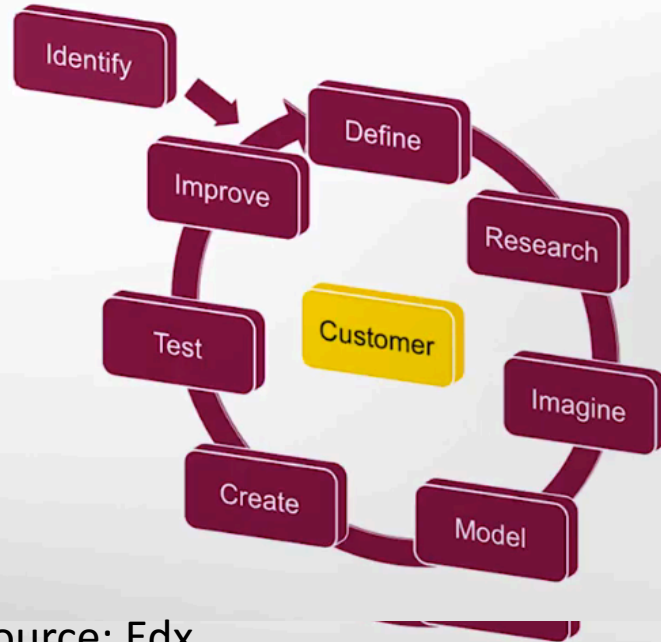 Identify
Define
Research
Imagine
Model
Create
Test
Improve
Customer
ource: Edx